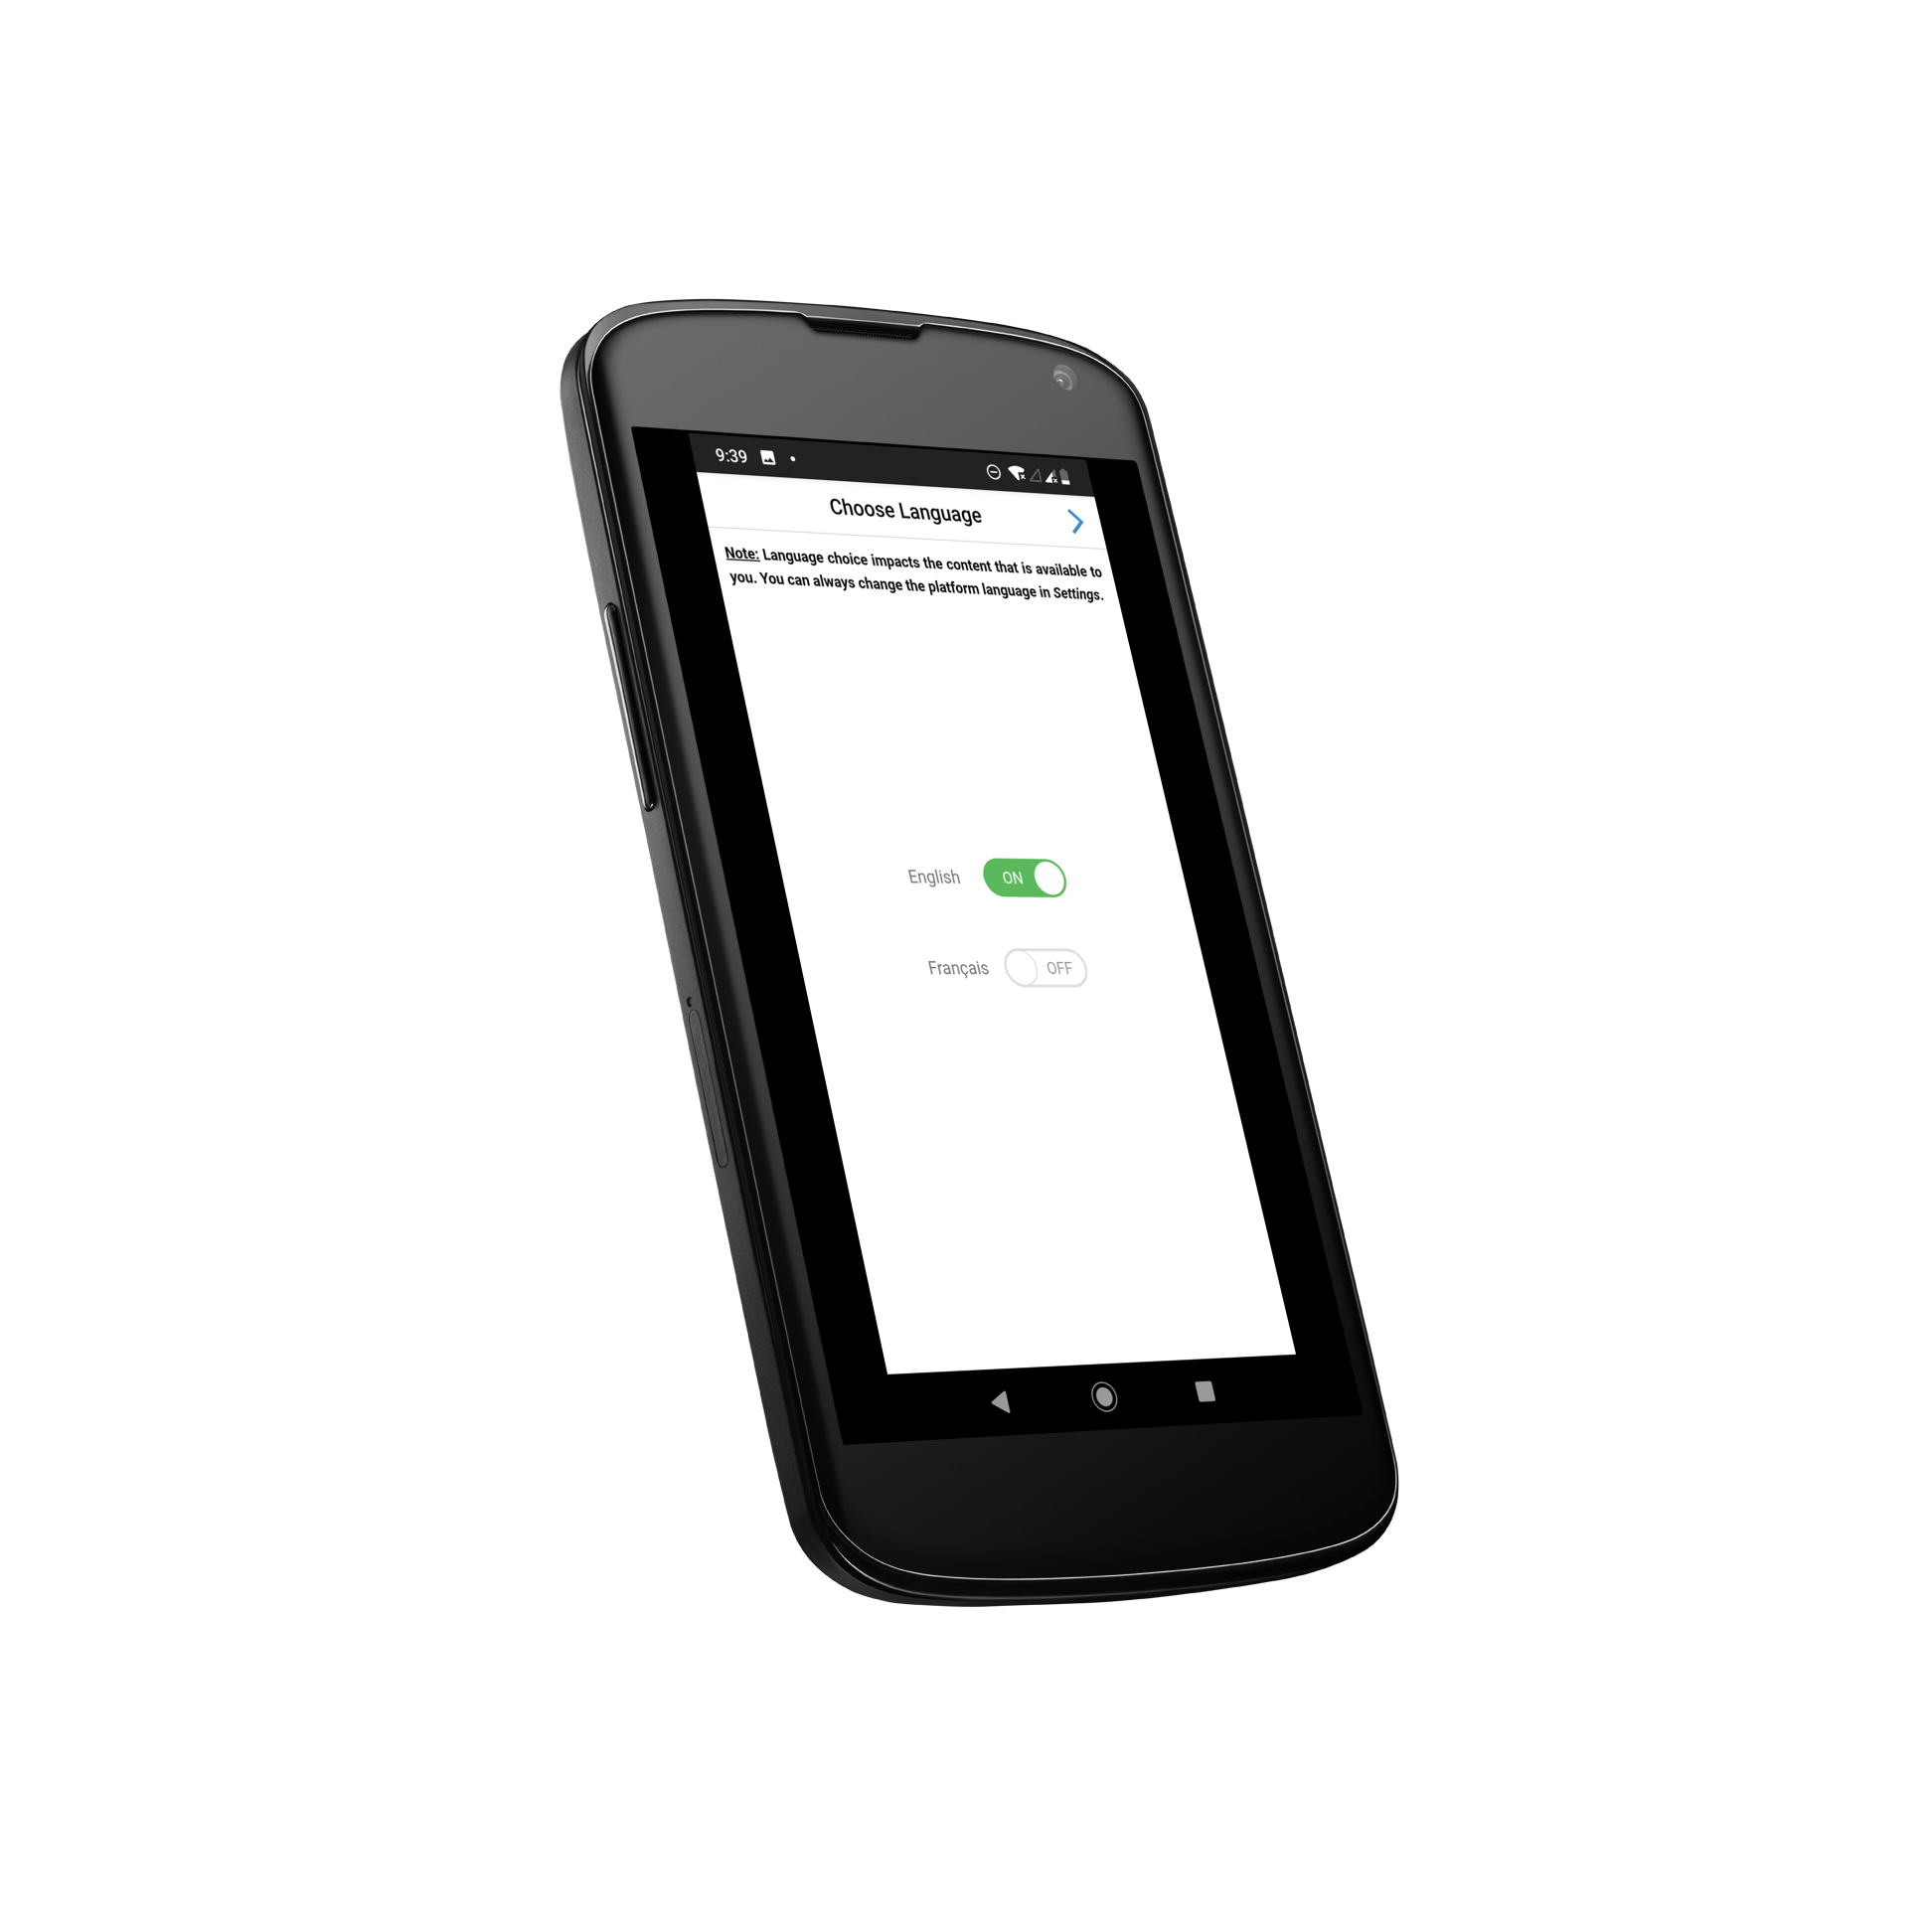 9:39
Choose Language
Note: Language choice impacts the content that is available to
you. You can always change the platform language in Settings.
English ON
Français OFF